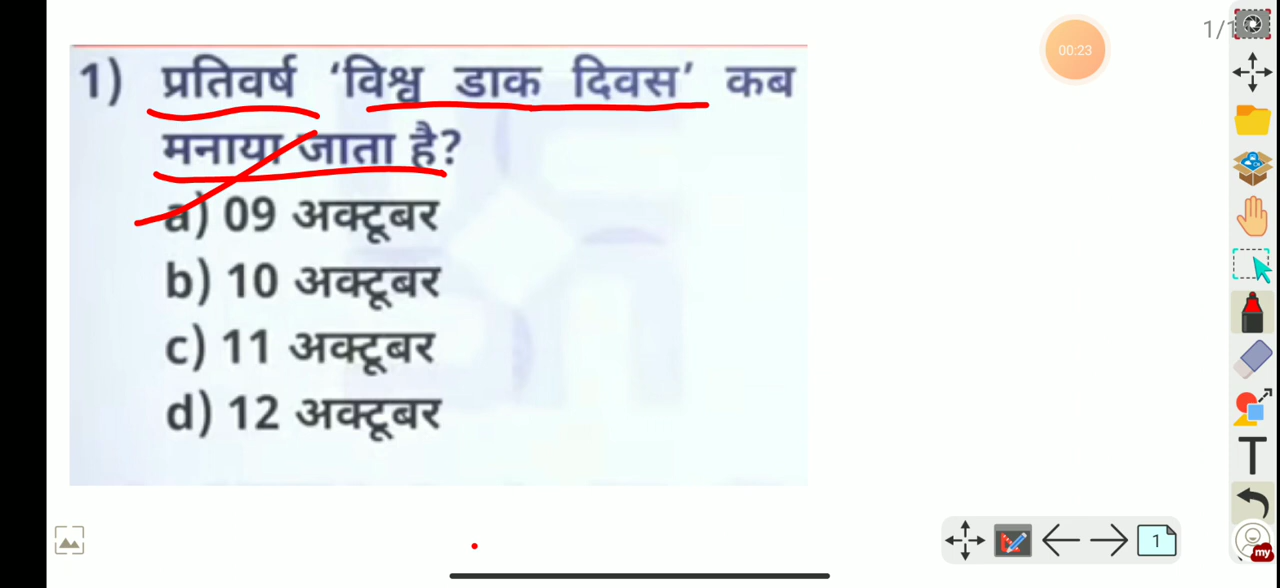 00:23
1/1
1) प्रतिवर्ष 'विश्व डाक दिवस' कब
मनाया जाता है?
a) 09 अक्टूबर
b) 10 अक्टूबर
c) 11 अक्टूबर
d) 12 अक्टूबर
T
1
my